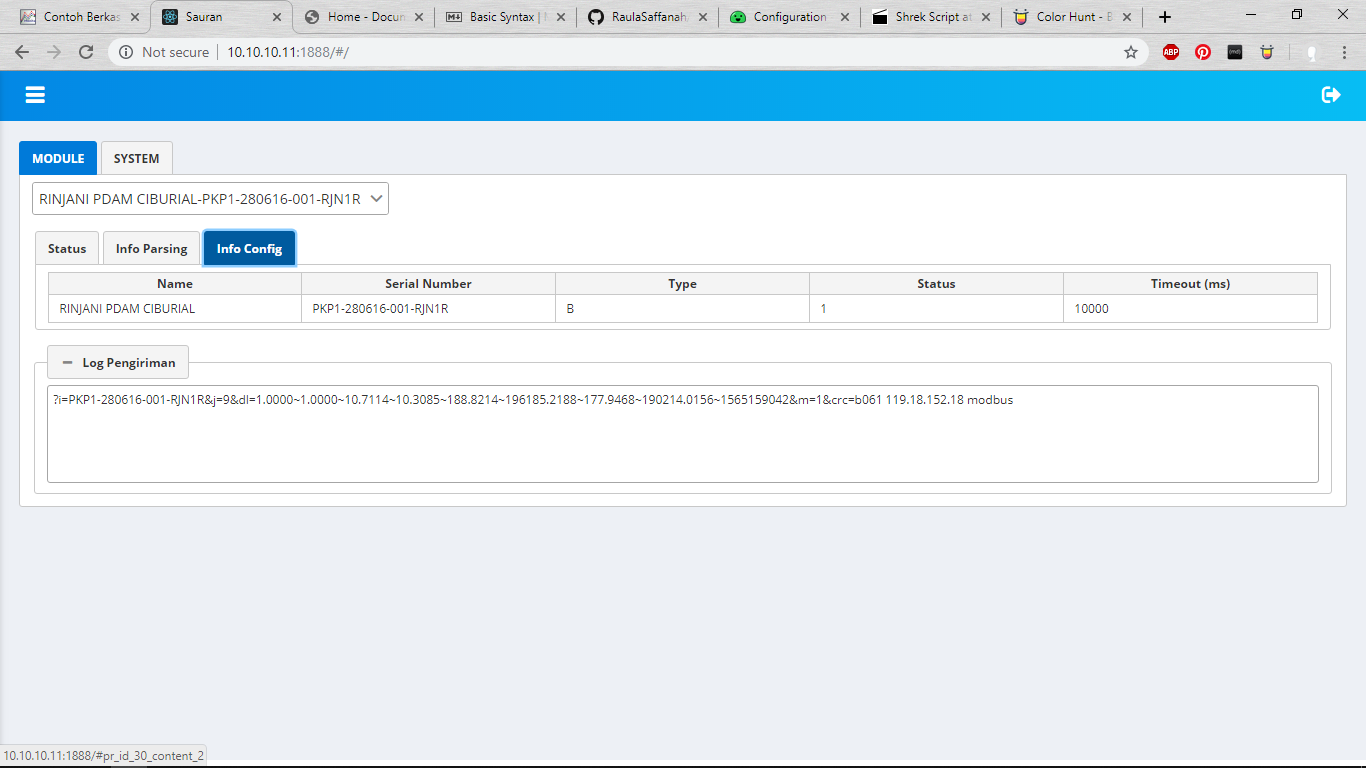 Contoh Berkas
Sauran
Home - Docun
Basic Syntax | M
RaulaSaffanah
Configuration
Shrek Script at
Color Hunt - B
Not secure | 10.10.10.11:1888/#/
ABP
MODULE SYSTEM
RINJANI PDAM CIBURIAL-PKP1-280616-001-RJN1R
Status Info Parsing Info Config
Name Serial Number Type Status Timeout (ms)
RINJANI PDAM CIBURIAL PKP1-280616-001-RJN1R B 1 10000
Log Pengiriman
?i=PKP1-280616-001-RJN1R&j=9&dl=1.0000~1.0000~10.7114~10.3085~188.8214~196185.2188~177.9468~190214.0156~1565159042&m=1&crc=b061 119.18.152.18 modbus
10.10.10.11:1888/#pr_id_30_content_2